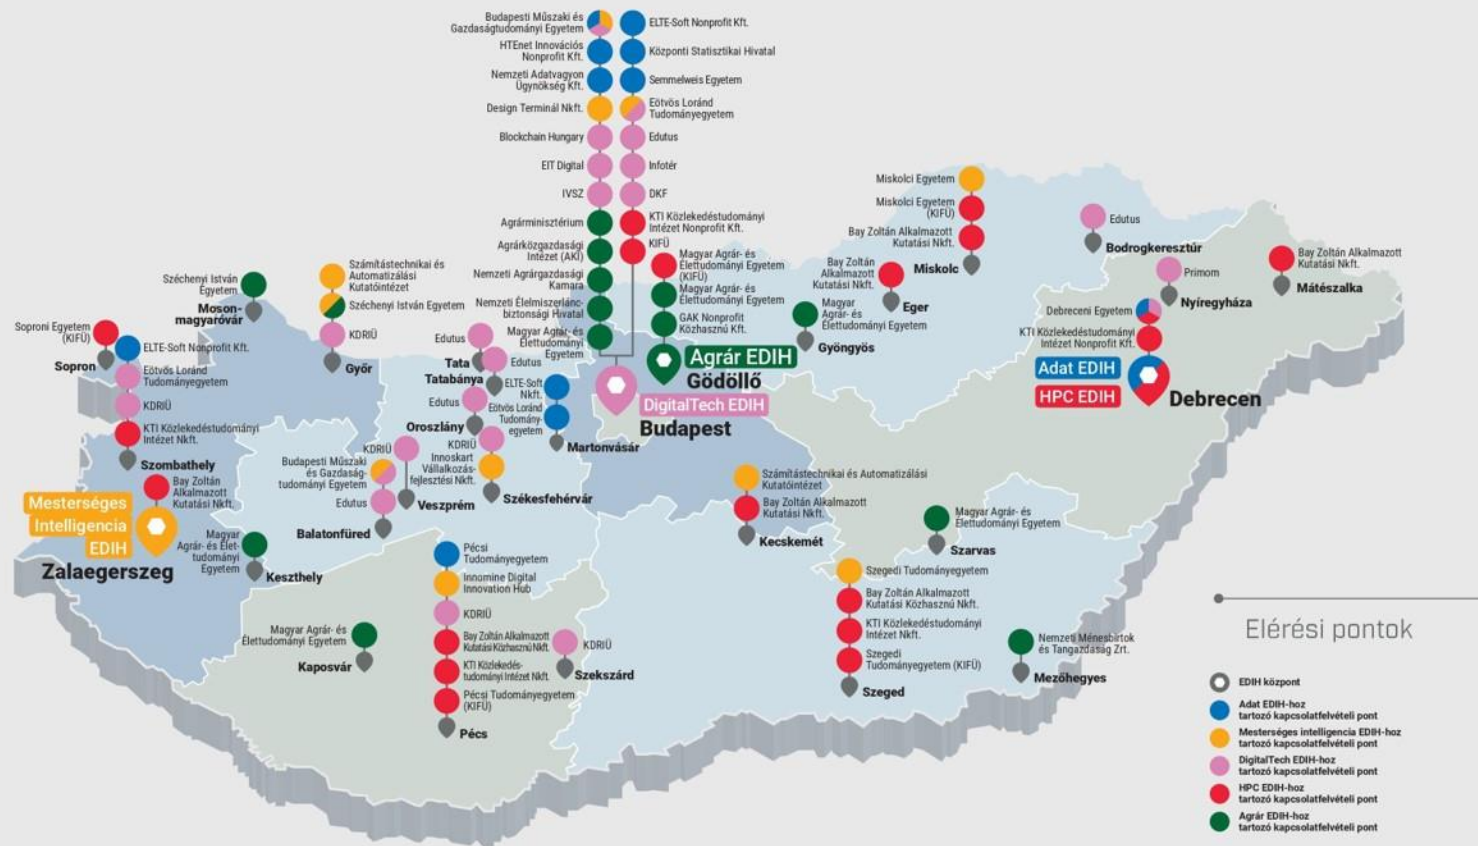 Budapesti Műszaki és
Gazdaságtudományi Egyetem
HTEnet Innovációs
Nonprofit Kft.
Nemzeti Adatvagyon
Ügynökség Kft.
Design Terminál Nkft.
Blockchain Hungary
EIT Digital
IVSZ
Agrárminisztérium
Agrárközgazdasági
Intézet (AKI)
Nemzeti Agrárgazdasági
Kamara
Nemzeti Élelmiszerlánc-
biztonsági Hivatal
Magyar Agrár- és
Élettudományi
Egyetem
ELTE-Soft Nonprofit Kft.
Központi Statisztikai Hivatal
Semmelweis Egyetem
Eötvös Loránd
Tudományegyetem
Edutus
Infotér
DKF
KTI Közlekedéstudományi
Intézet Nonprofit Kft.
KIFÜ
DigitalTech EDIH
Budapest
Magyar Agrár- és
Élettudományi Egyetem
(KIFÜ)
Magyar Agrár- és
Élettudományi Egyetem
GAK Nonprofit
Közhasznú Kft.
Agrár EDIH
Gödöllő
Széchenyi István
Egyetem
Moson-
magyaróvár
Számítástechnikai és
Automatizálási
Kutatóintézet
Széchenyi István Egyetem
KDRIÜ
Győr
Soproni Egyetem
(KIFÜ)
Sopron
ELTE-Soft Nonprofit Kft.
Eötvös Loránd
Tudományegyetem
KDRIÜ
KTI Közlekedéstudományi
Intézet Nkft.
Szombathely
Bay Zoltán
Alkalmazott
Kutatási Nkft.
Mesterséges
Intelligencia
EDIH
Zalaegerszeg
Magyar
Agrár- és Élet-
tudományi
Egyetem
Keszthely
Edutus
Tata
Edutus
Tatabánya
Edutus
Oroszlány
ELTE-Soft
Nkft.
Eötvös Loránd
Tudomány-
egyetem
Martonvásár
KDRIÜ
Innoskart
Vállalkozás-
fejlesztési Nkft.
Székesfehérvár
KDRIÜ
Veszprém
Budapesti Műszaki
és Gazdaság-
tudományi Egyetem
Edutus
Balatonfüred
Magyar Agrár- és
Élettudományi Egyetem
Kaposvár
Pécsi
Tudományegyetem
Innomine Digital
Innovation Hub
KDRIÜ
Bay Zoltán Alkalmazott
Kutatási Közhasznú Nkft.
KTI Közlekedés-
tudományi Intézet Nkft.
Pécsi Tudományegyetem
(KIFÜ)
Pécs
KDRIÜ
Szekszárd
Magyar
Agrár- és
Élettudományi Egyetem
Gyöngyös
Bay Zoltán
Alkalmazott
Kutatási Nkft.
Eger
Miskolci Egyetem
Miskolci Egyetem
(KIFÜ)
Bay Zoltán Alkalmazott
Kutatási Nkft.
Miskolc
Edutus
Bodrogkeresztúr
Primom
Nyíregyháza
Bay Zoltán Alkalmazott
Kutatási Nkft.
Mátészalka
Debreceni Egyetem
KTI Közlekedéstudományi
Intézet Nonprofit Kft.
Adat EDIH
HPC EDIH
Debrecen
Számítástechnikai és Automatizálási
Kutatóintézet
Bay Zoltán Alkalmazott
Kutatási Nkft.
Kecskemét
Magyar Agrár- és
Élettudományi Egyetem
Szarvas
Szegedi Tudományegyetem
Bay Zoltán Alkalmazott
Kutatási Közhasznú Nkft.
KTI Közlekedéstudományi
Intézet Nkft.
Szegedi
Tudományegyetem (KIFÜ)
Szeged
Nemzeti Ménesbirtok
és Tangazdaság Zrt.
Mezőhegyes
Elérési pontok
EDIH központ
Adat EDIH-hoz
tartozó kapcsolatfelvételi pont
Mesterséges intelligencia EDIH-hoz
tartozó kapcsolatfelvételi pont
DigitalTech EDIH-hoz
tartozó kapcsolatfelvételi pont
HPC EDIH-hoz
tartozó kapcsolatfelvételi pont
Agrár EDIH-hoz
tartozó kapcsolatfelvételi pont